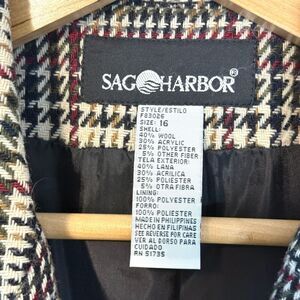 SAG HARBOR®
STYLE/ESTILO
F83026
SIZE: 16
SHELL:
40% WOOL
30% ACRYLIC
25% POLYESTER
5% OTHER FIBER
TELA EXTERIOR:
40% LANA
30% ACRILICA
25% POLIESTER
5% OTRA FIBRA
LINING:
100% POLYESTER
FORRO:
100% POLIESTER
MADE IN PHILIPPINES
HECHO EN FILIPINAS
SEE REVERSE FOR CARE
VER AL DORSO PARA
CUIDADO
RN 51735